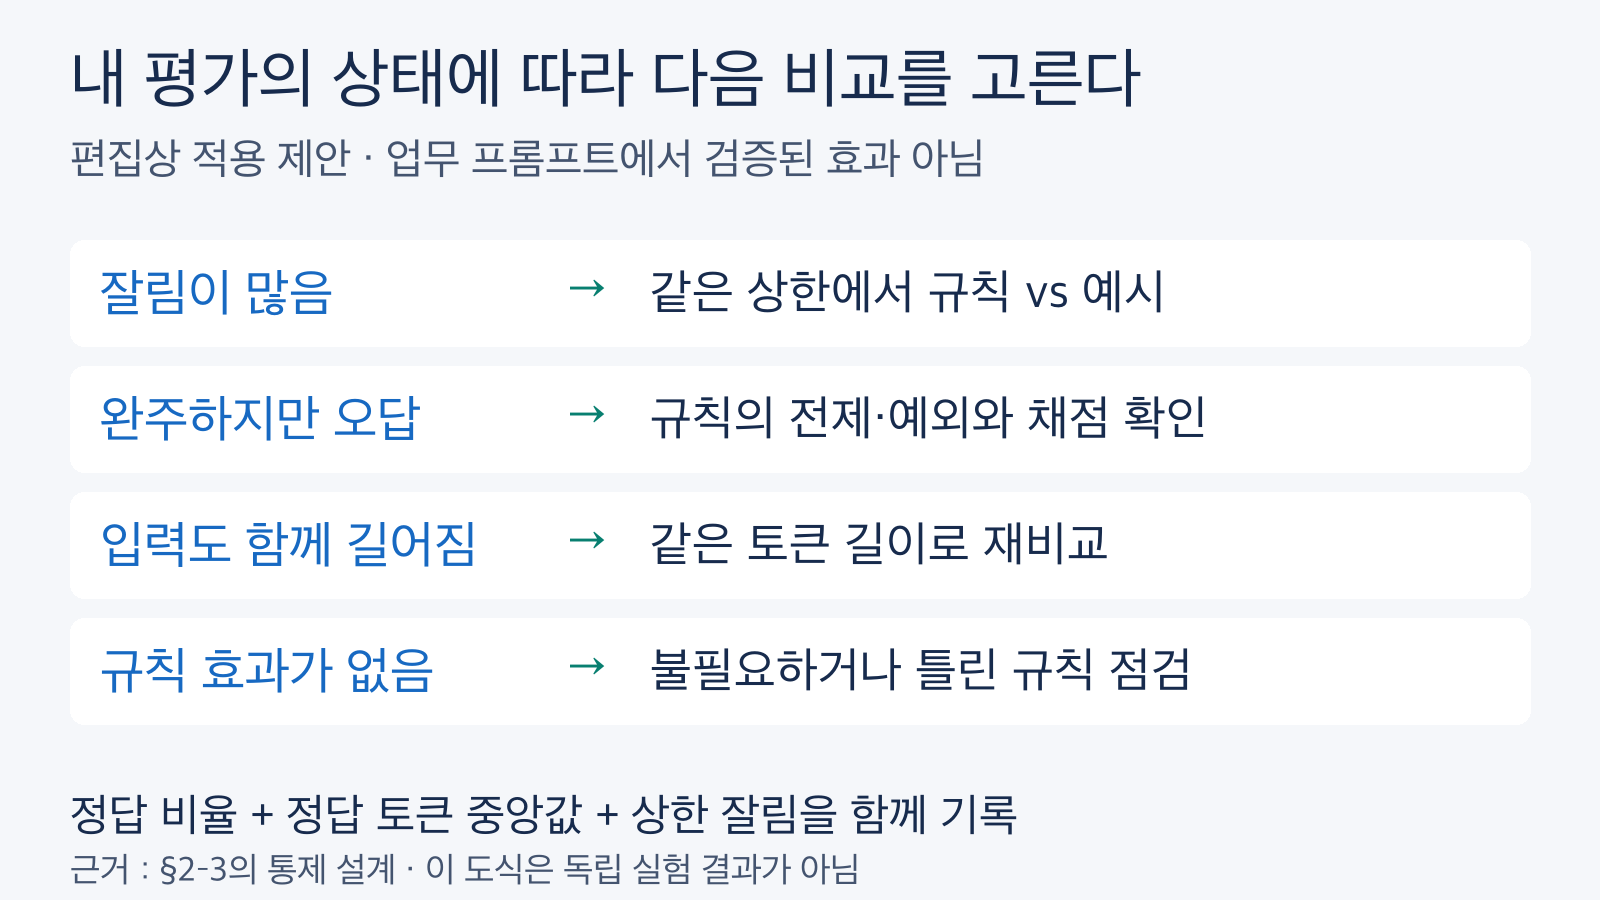 내 평가의 상태에 따라 다음 비교를 고른다
편집상 적용 제안 · 업무 프롬프트에서 검증된 효과 아님
잘림이 많음 → 같은 상한에서 규칙 vs 예시
완주하지만 오답 → 규칙의 전제·예외와 채점 확인
입력도 함께 길어짐 → 같은 토큰 길이로 재비교
규칙 효과가 없음 → 불필요하거나 틀린 규칙 점검
정답 비율 + 정답 토큰 중앙값 + 상한 잘림을 함께 기록
근거 : §2-3의 통제 설계 · 이 도식은 독립 실험 결과가 아님